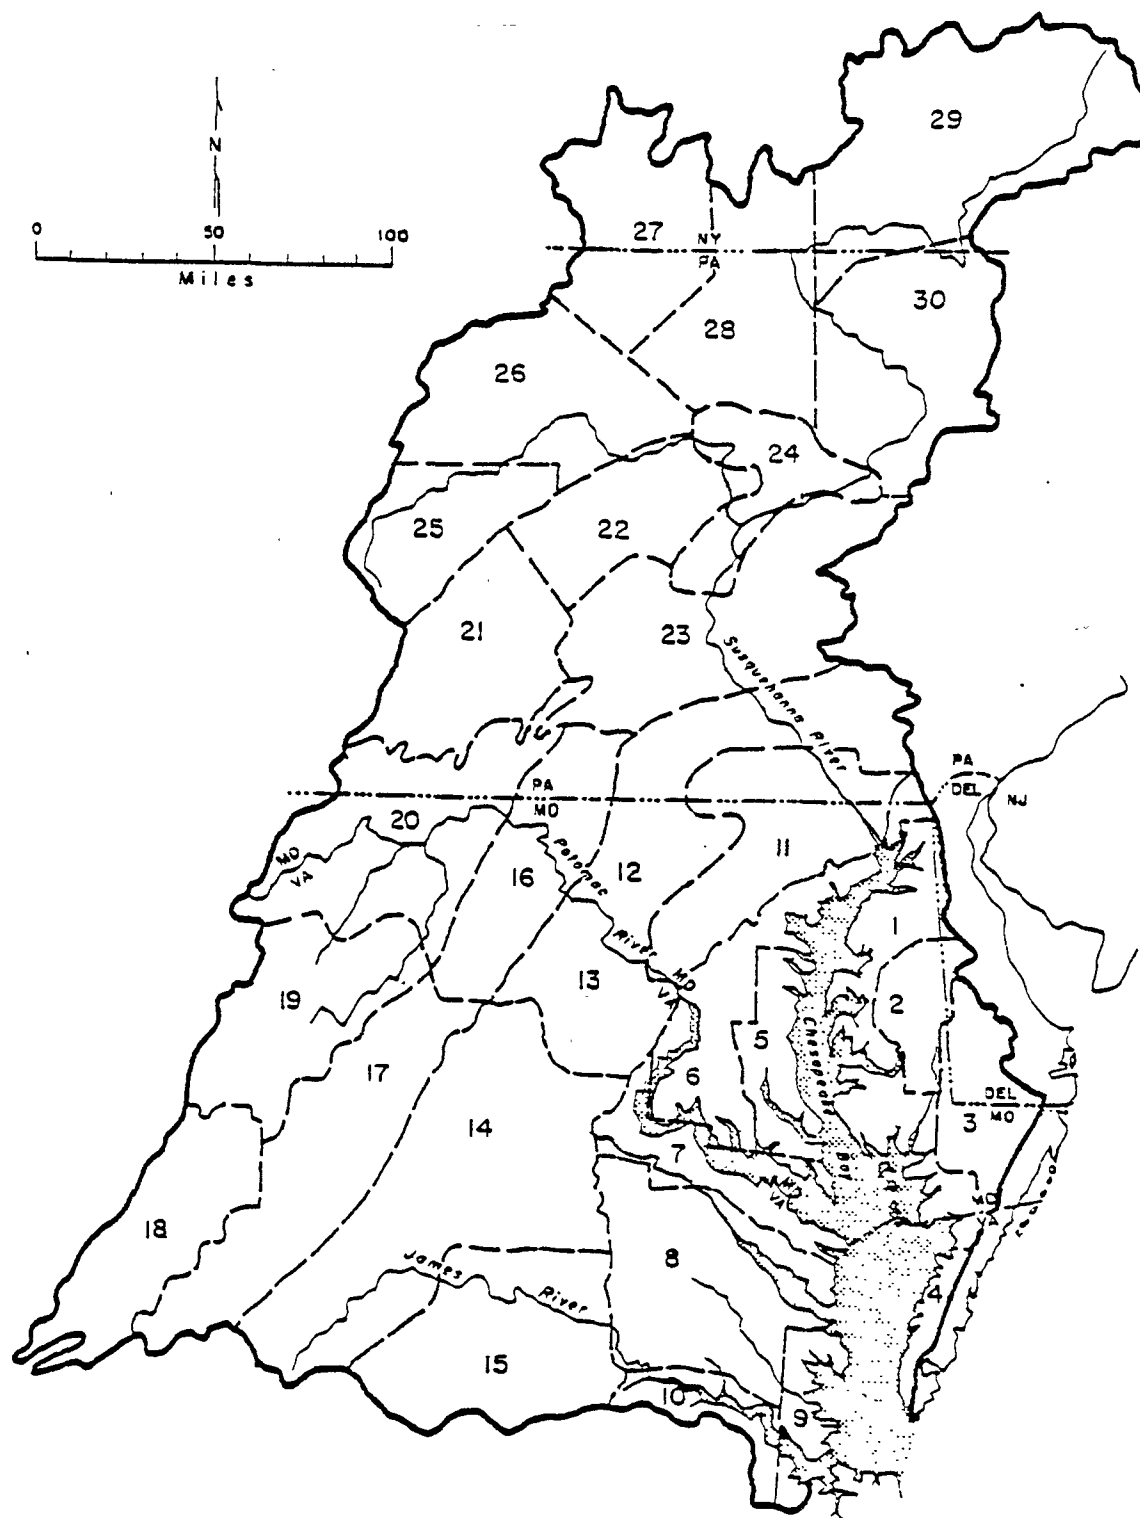 29
N
0 50 100
Miles
27
NY
PA
30
28
26
24
25
22
21
23
Susquehanna River
PA
DEL
NJ
PA
MD
20
MD
VA
Potomac
River
16
12
11
1
MD
VA
13
19
2
5
Chesapeake
Bay
6
17
DEL
MD
3
14
7
MD
VA
MD
VA
18
8
James
River
4
15
10
9